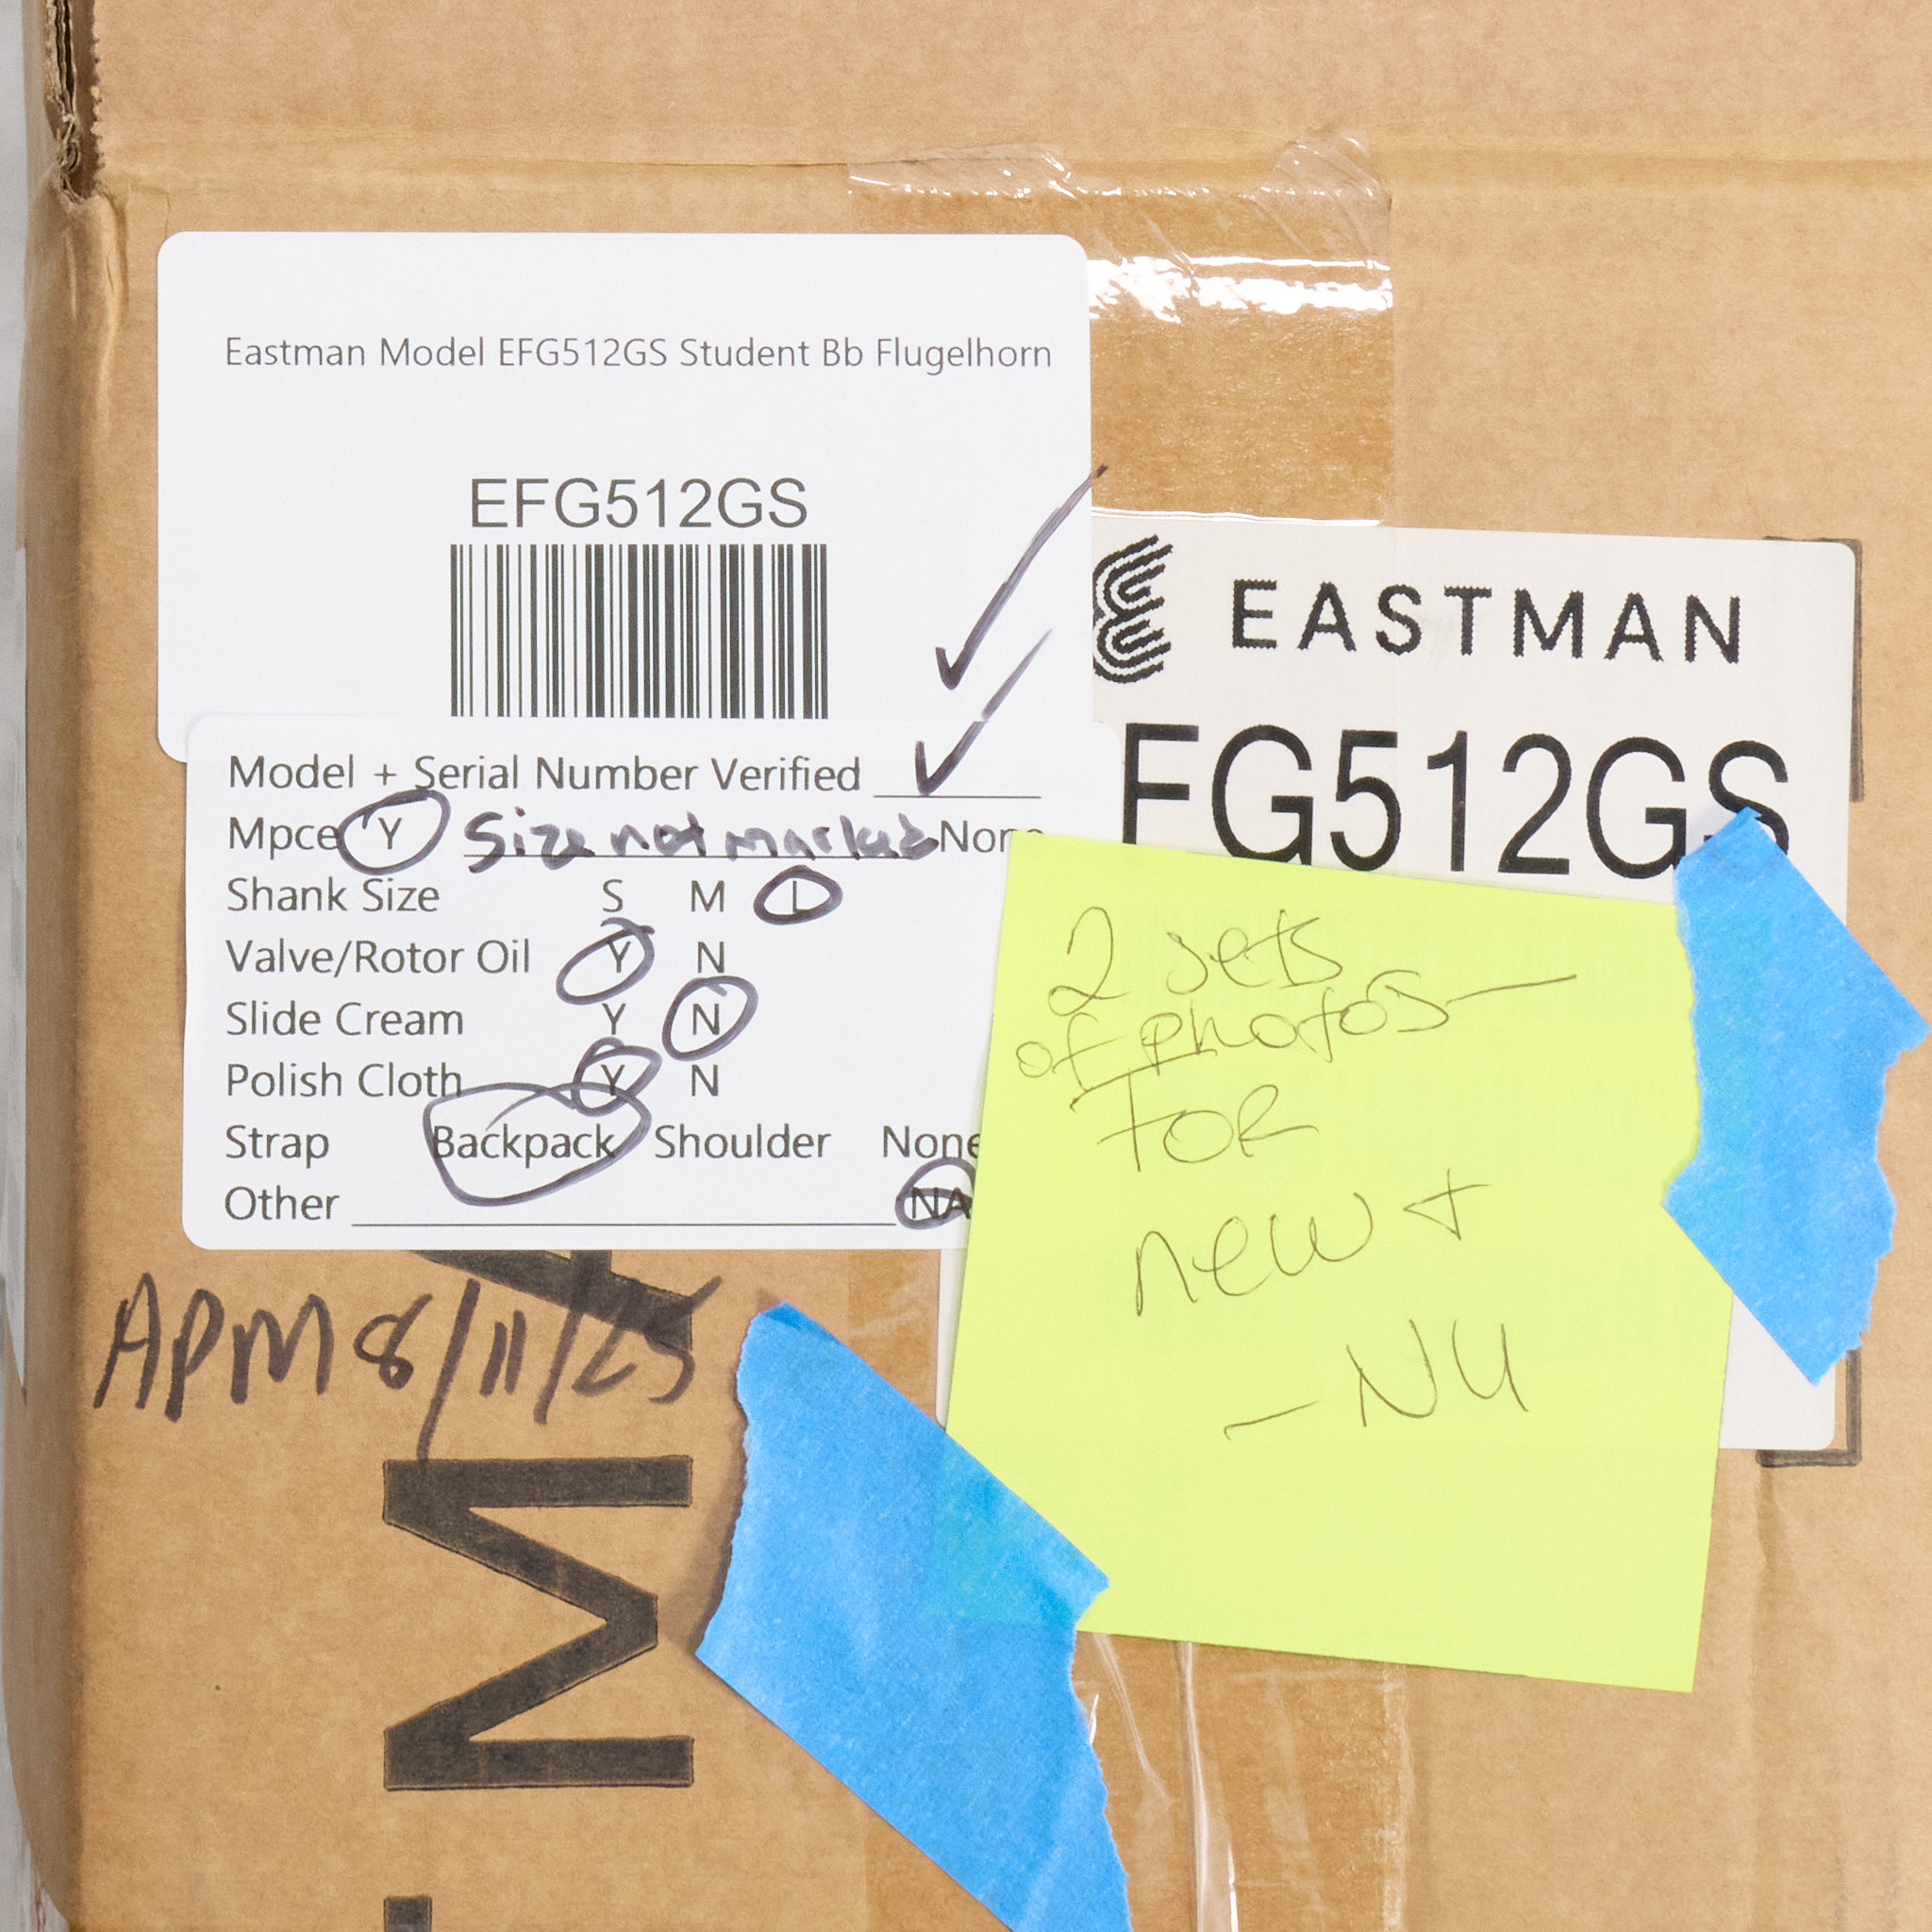 Eastman Model EFG512GS Student Bb Flugelhorn
EFG512GS
Model + Serial Number Verified
Mpce Y Size not marked None
Shank Size S M L
Valve/Rotor Oil Y N
Slide Cream Y N
Polish Cloth Y N
Strap Backpack Shoulder None
Other NA
EASTMAN
FG512GS
2 sets
of photos—
FOR
new +
—NU
APM 8/11/25
MA